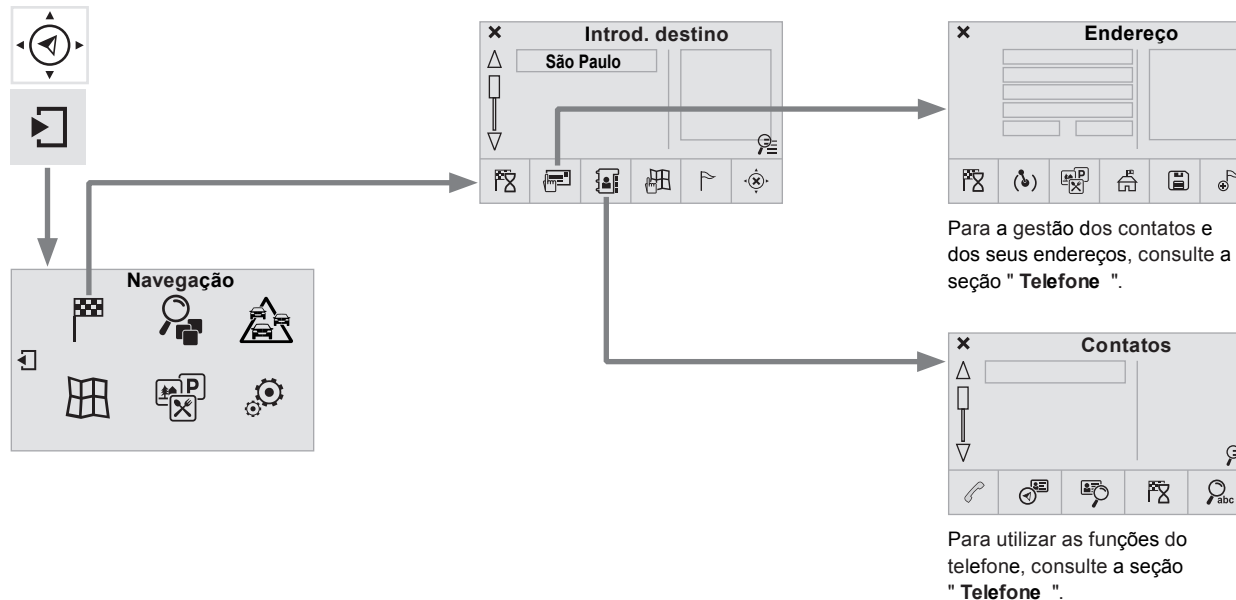 Introd. destino
São Paulo
Endereço
Para a gestão dos contatos e
dos seus endereços, consulte a
seção " Telefone ".
Navegação
P
P
Contatos
abc
Para utilizar as funções do
telefone, consulte a seção
" Telefone ".